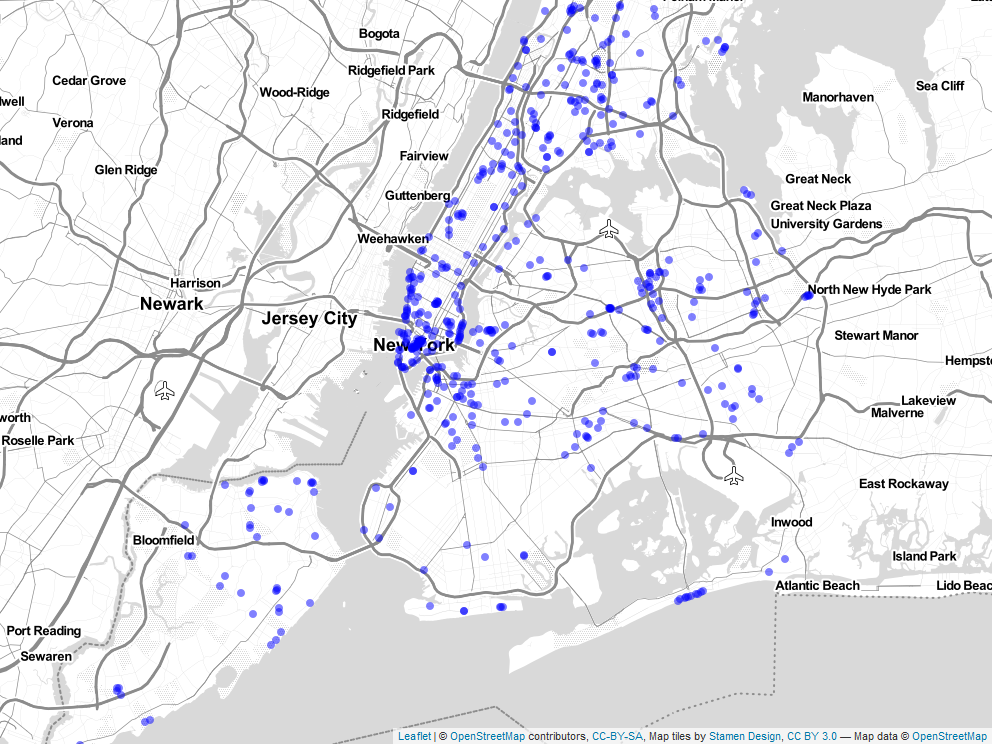 Bogota
Ridgefield Park
Cedar Grove
Wood-Ridge
Sea Cliff
Manorhaven
Verona
Ridgefield
Fairview
Glen Ridge
Great Neck
Guttenberg
Great Neck Plaza
University Gardens
Weehawken
Harrison
North New Hyde Park
Newark
Jersey City
Stewart Manor
New York
Hempste
Lakeview
Malverne
worth
Roselle Park
East Rockaway
Inwood
Bloomfield
Island Park
Atlantic Beach
Lido Beac
Port Reading
Sewaren
Leaflet | © OpenStreetMap contributors, CC-BY-SA, Map tiles by Stamen Design, CC BY 3.0 — Map data © OpenStreetMap